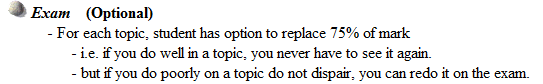 Exam (Optional)
- For each topic, student has option to replace 75% of mark
- i.e. if you do well in a topic, you never have to see it again.
- but if you do poorly on a topic do not dispair, you can redo it on the exam.